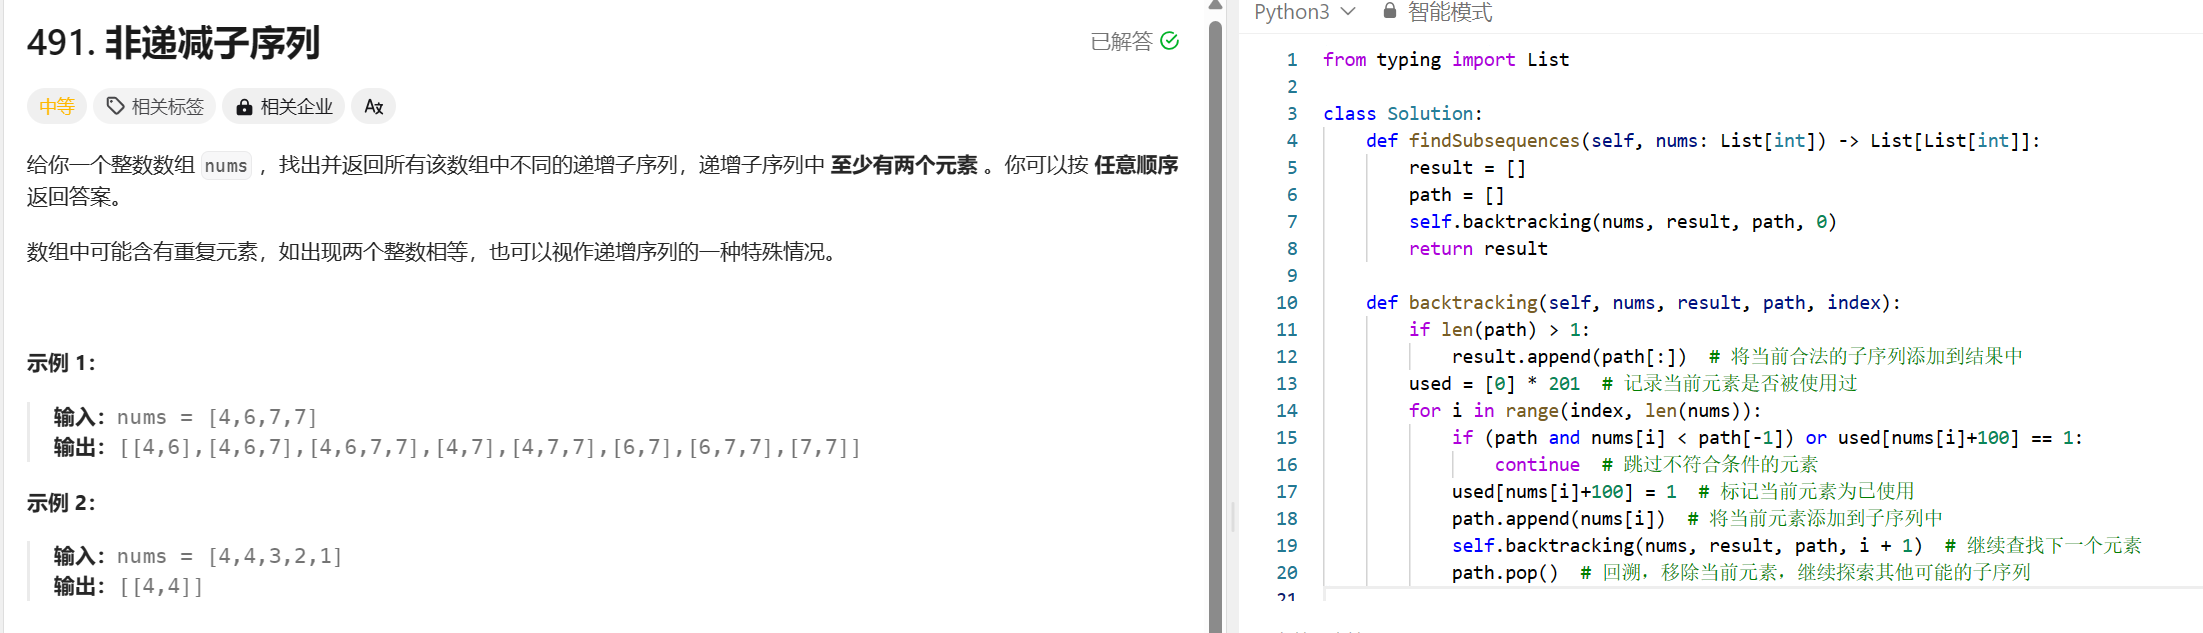 491. 非递减子序列
已解答
中等 相关标签 相关企业
给你一个整数数组 nums ，找出并返回所有该数组中不同的递增子序列，递增子序列中 至少有两个元素 。你可以按 任意顺序
返回答案。
数组中可能含有重复元素，如出现两个整数相等，也可以视作递增序列的一种特殊情况。
示例 1：
输入：nums = [4,6,7,7]
输出：[[4,6],[4,6,7],[4,6,7,7],[4,7],[4,7,7],[6,7],[6,7,7],[7,7]]
示例 2：
输入：nums = [4,4,3,2,1]
输出：[[4,4]]
Python3 智能模式
1 from typing import List
2
3 class Solution:
4     def findSubsequences(self, nums: List[int]) -> List[List[int]]:
5         result = []
6         path = []
7         self.backtracking(nums, result, path, 0)
8         return result
9
10     def backtracking(self, nums, result, path, index):
11         if len(path) > 1:
12             result.append(path[:])  # 将当前合法的子序列添加到结果中
13         used = [0] * 201  # 记录当前元素是否被使用过
14         for i in range(index, len(nums)):
15             if (path and nums[i] < path[-1]) or used[nums[i]+100] == 1:
16                 continue  # 跳过不符合条件的元素
17             used[nums[i]+100] = 1  # 标记当前元素为已使用
18             path.append(nums[i])  # 将当前元素添加到子序列中
19             self.backtracking(nums, result, path, i + 1)  # 继续查找下一个元素
20             path.pop()  # 回溯，移除当前元素，继续探索其他可能的子序列
21